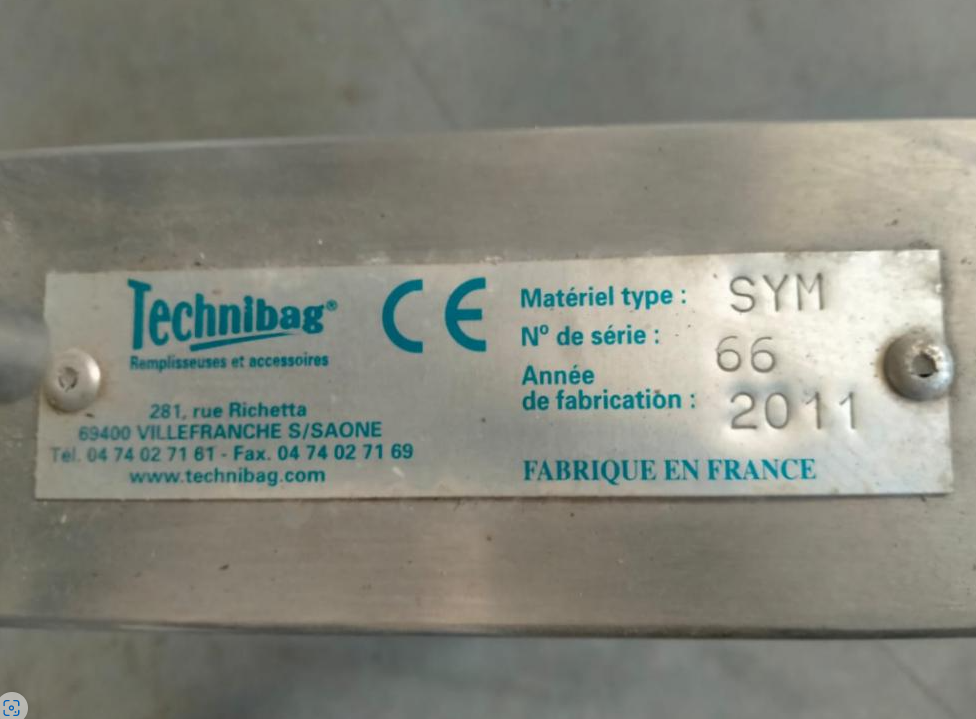 Technibag®
Remplisseuses et accessoires
281, rue Richetta
69400 VILLEFRANCHE S/SAONE
Tél. 04 74 02 71 61 - Fax. 04 74 02 71 69
www.technibag.com
CE
Matériel type : SYM
N° de série : 66
Année
de fabrication : 2011
FABRIQUE EN FRANCE